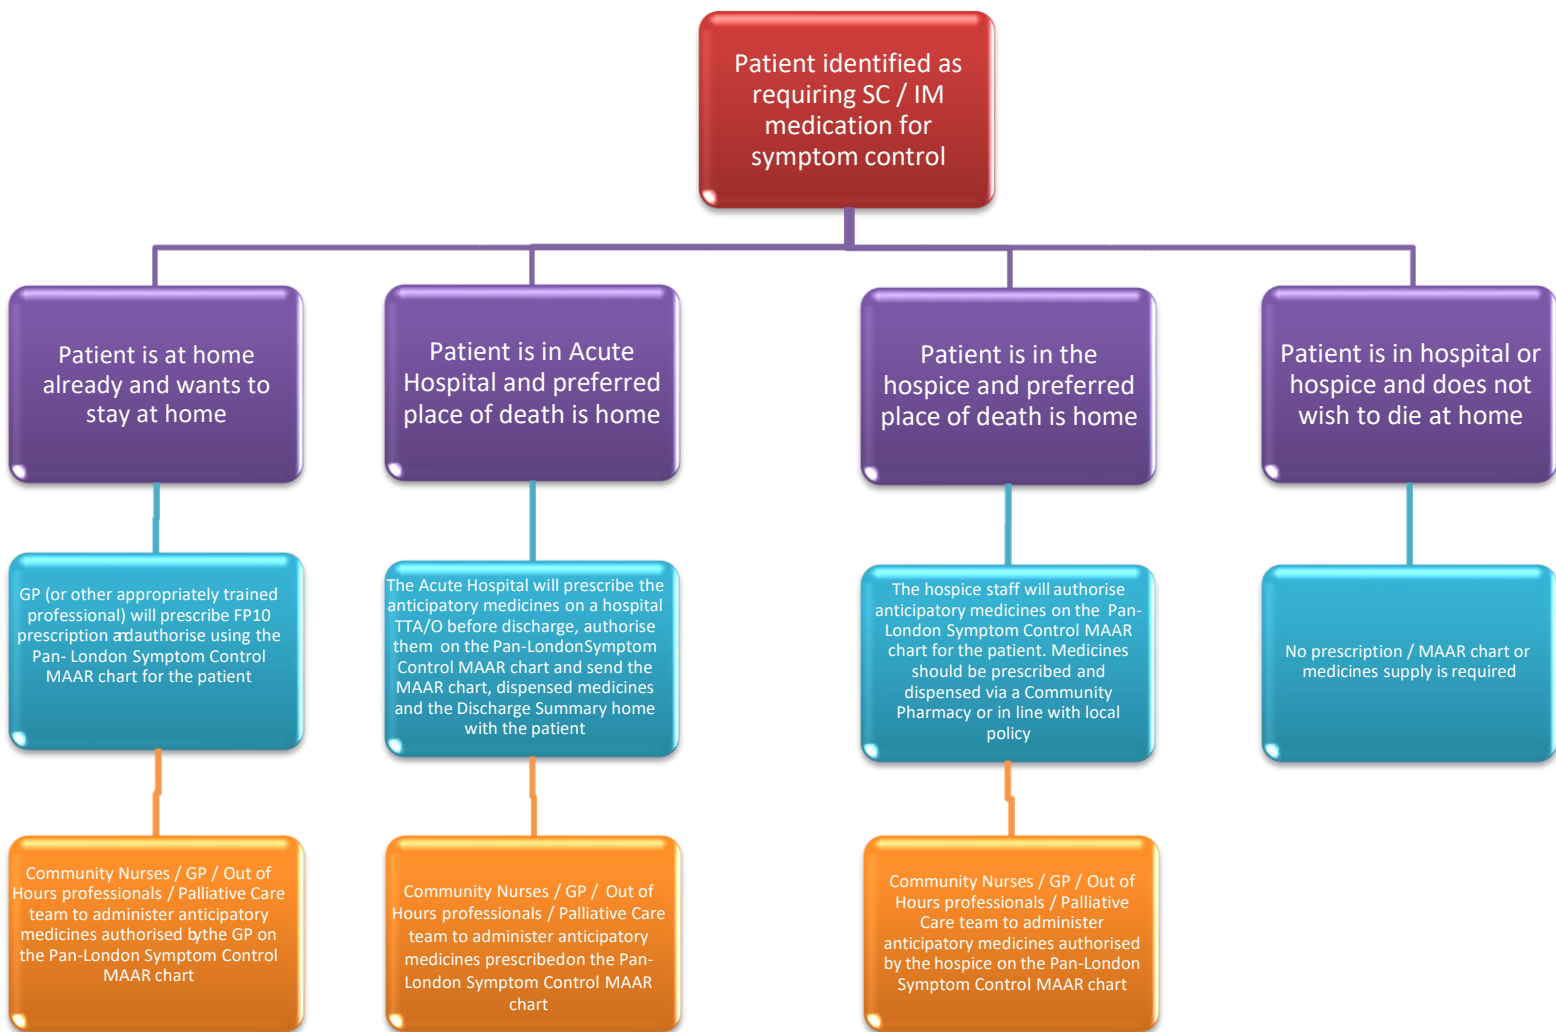 Patient identified as
requiring SC / IM
medication for
symptom control
Patient is at home
already and wants to
stay at home
Patient is in Acute
Hospital and preferred
place of death is home
Patient is in the
hospice and preferred
place of death is home
Patient is in hospital or
hospice and does not
wish to die at home
GP (or other appropriately trained
professional) will prescribe FP10
prescription and authorise using the
Pan- London Symptom Control
MAAR chart for the patient
The Acute Hospital will prescribe the
anticipatory medicines on a hospital
TTA/O before discharge, authorise
them on the Pan-London Symptom
Control MAAR chart and send the
MAAR chart, dispensed medicines
and the Discharge Summary home
with the patient
The hospice staff will authorise
anticipatory medicines on the Pan-
London Symptom Control MAAR
chart for the patient. Medicines
should be prescribed and
dispensed via a Community
Pharmacy or in line with local
policy
No prescription / MAAR chart or
medicines supply is required
Community Nurses / GP / Out of
Hours professionals / Palliative Care
team to administer anticipatory
medicines authorised by the GP on
the Pan-London Symptom Control
MAAR chart
Community Nurses / GP / Out of
Hours professionals / Palliative Care
team to administer anticipatory
medicines prescribed on the Pan-
London Symptom Control MAAR
chart
Community Nurses / GP / Out of
Hours professionals / Palliative
Care team to administer
anticipatory medicines authorised
by the hospice on the Pan-London
Symptom Control MAAR chart